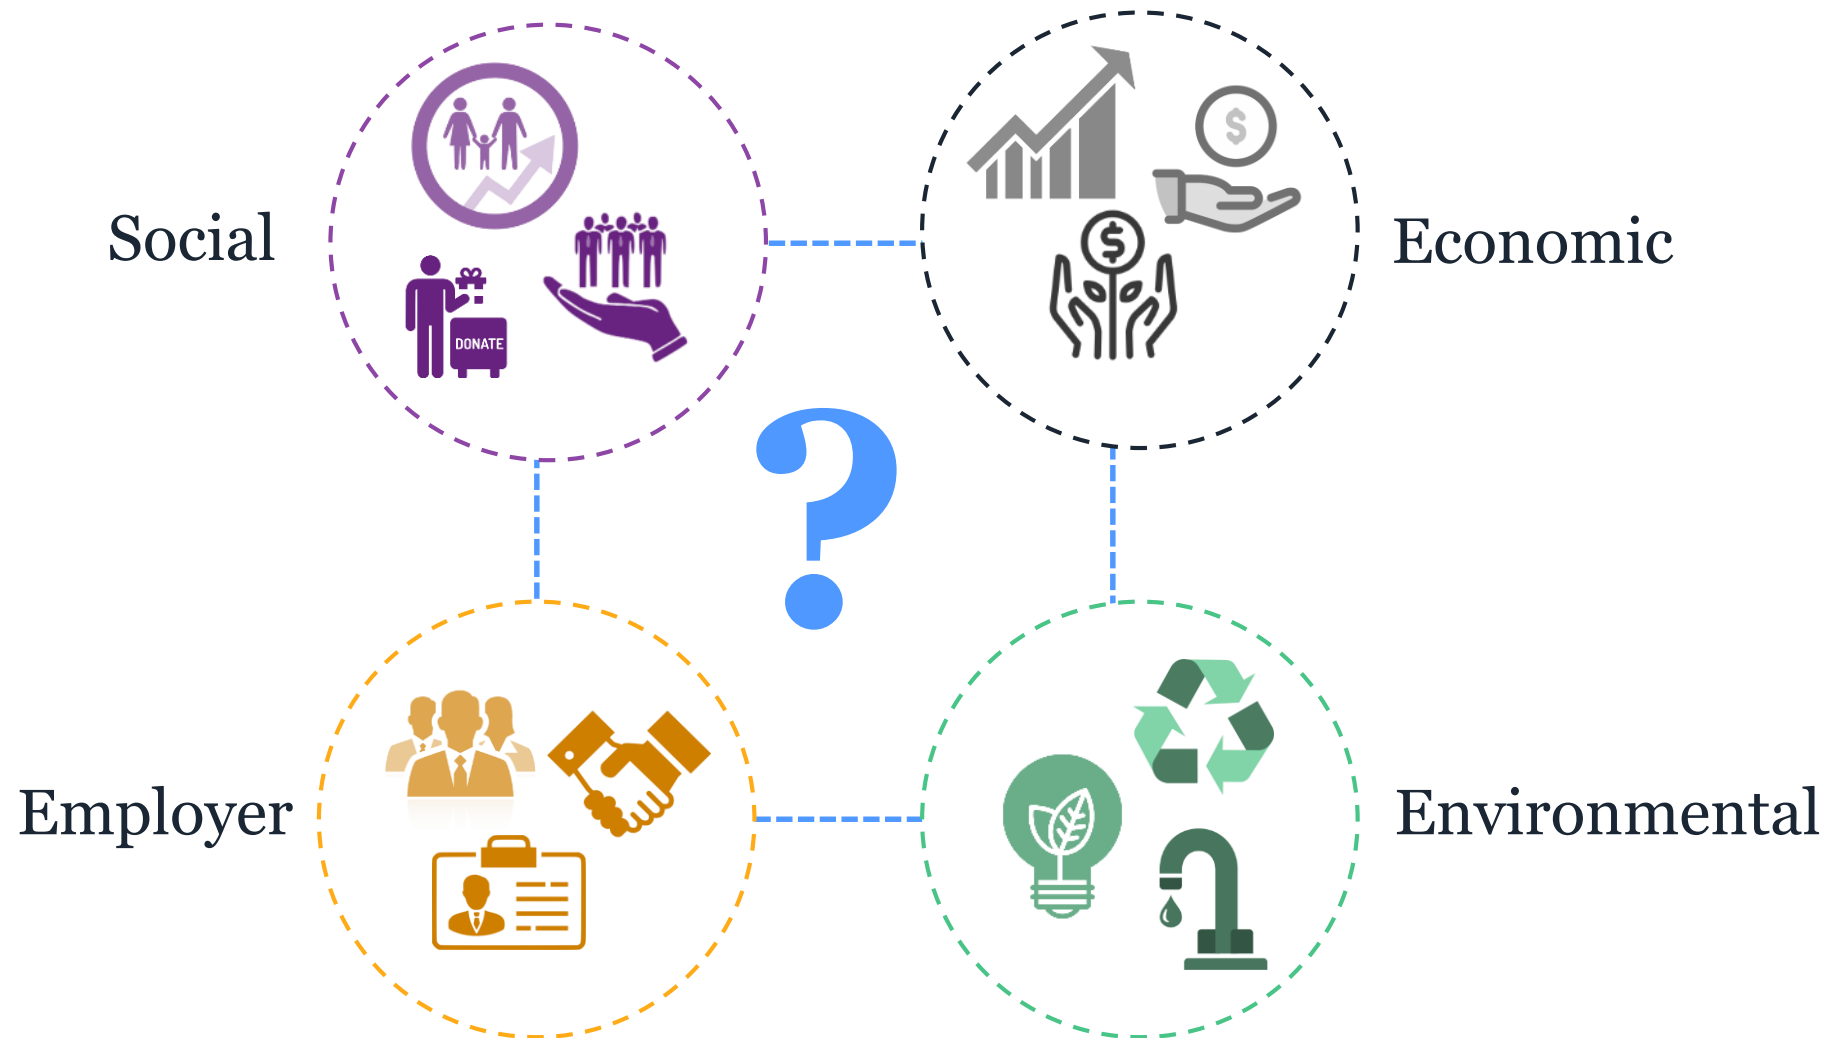 Social
Economic
$
$
DONATE
?
Employer
Environmental